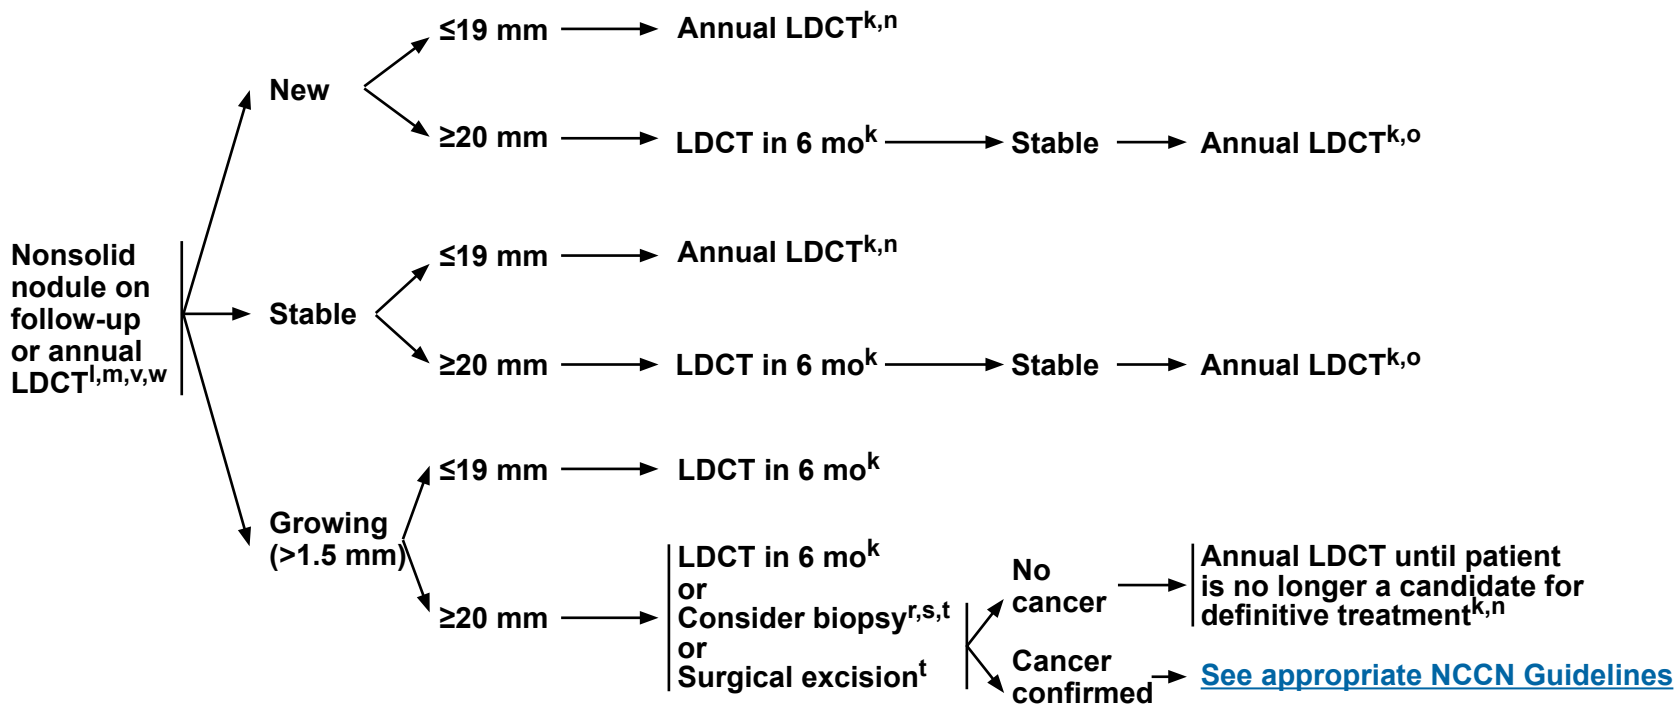 Nonsolid
nodule on
follow-up
or annual
LDCTl,m,v,w
New
≤19 mm
Annual LDCTk,n
≥20 mm
LDCT in 6 mok
Stable
Annual LDCTk,o
Stable
≤19 mm
Annual LDCTk,n
≥20 mm
LDCT in 6 mok
Stable
Annual LDCTk,o
Growing
(>1.5 mm)
≤19 mm
LDCT in 6 mok
≥20 mm
LDCT in 6 mok
or
Consider biopsyr,s,t
or
Surgical excisiont
No
cancer
Annual LDCT until patient
is no longer a candidate for
definitive treatmentk,n
Cancer
confirmed
See appropriate NCCN Guidelines